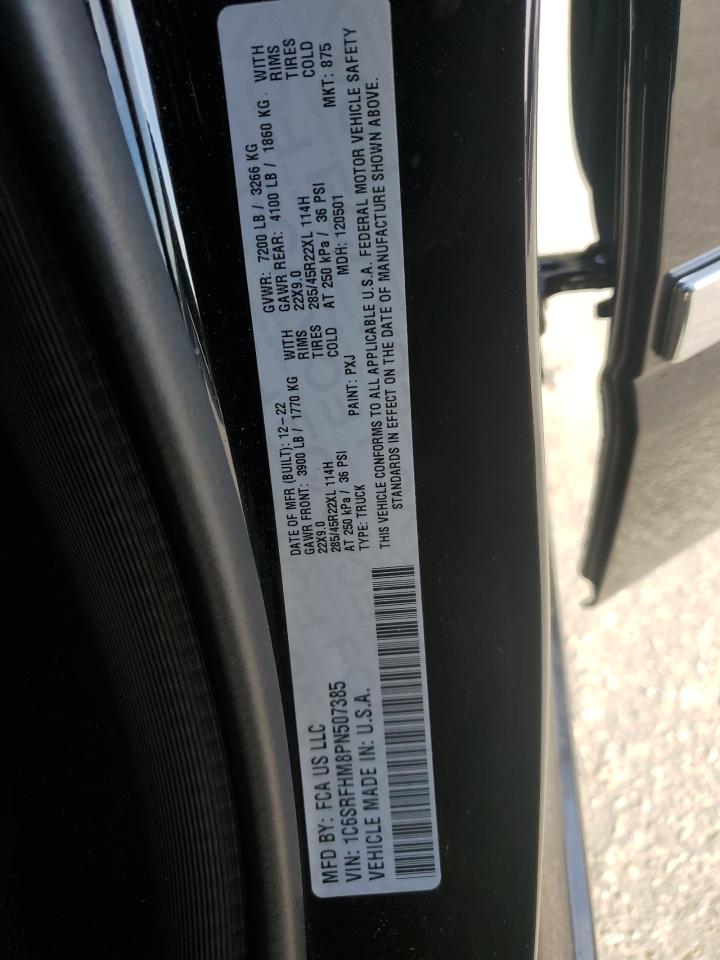 MFD BY: FCA US LLC
VIN: 1C6SRFHM8PN507385
VEHICLE MADE IN: U.S.A.
DATE OF MFR (BUILT): 12-22 GVWR: 7200 LB / 3266 KG
GAWR FRONT: 3900 LB / 1770 KG WITH GAWR REAR: 4100 LB / 1860 KG. WITH
22X9.0 RIMS 22X9.0 RIMS
285/45R22XL 114H TIRES 285/45R22XL 114H TIRES
AT 250 kPa / 36 PSI COLD AT 250 kPa / 36 PSI COLD
TYPE: TRUCK PAINT: PXJ MDH: 120501 MKT: 875
THIS VEHICLE CONFORMS TO ALL APPLICABLE U.S.A. FEDERAL MOTOR VEHICLE SAFETY
STANDARDS IN EFFECT ON THE DATE OF MANUFACTURE SHOWN ABOVE.